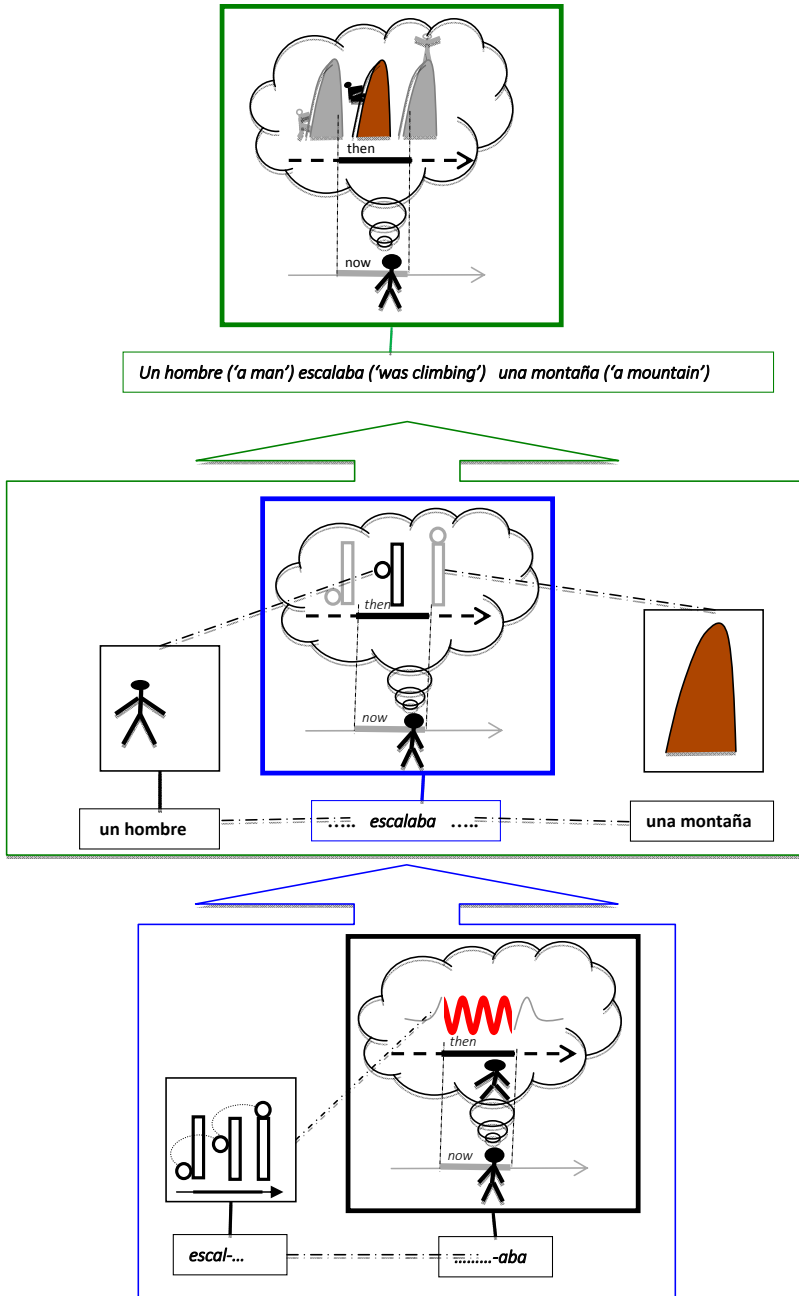 then
now
Un hombre (‘a man’) escalaba (‘was climbing’) una montaña (‘a mountain’)
then
now
un hombre
….. escalaba …..
una montaña
then
now
escal-…
………-aba